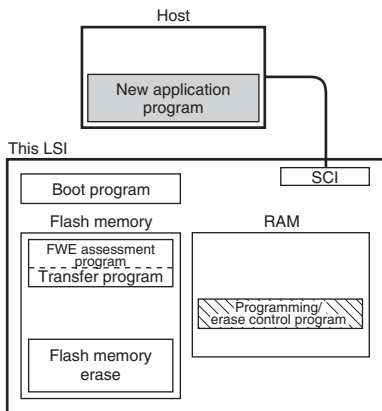 Host
New application
program
This LSI
SCI
Boot program
Flash memory
RAM
FWE assessment
program
Transfer program
Programming/
erase control program
Flash memory
erase